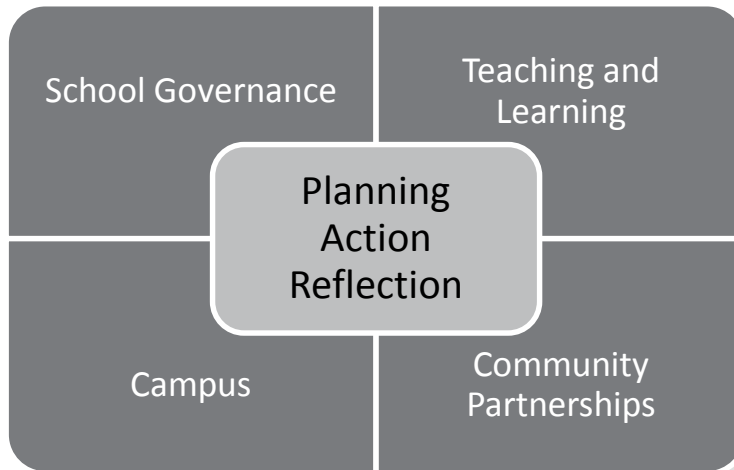 School Governance
Teaching and
Learning
Planning
Action
Reflection
Campus
Community
Partnerships